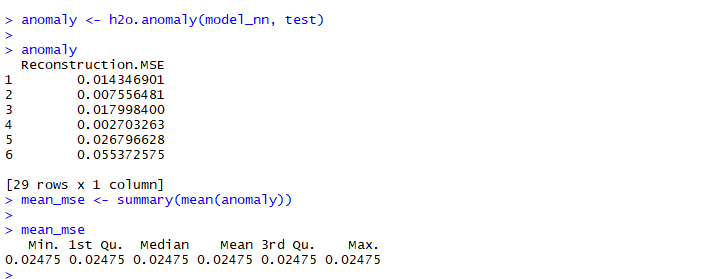 > anomaly <- h2o.anomaly(model_nn, test)
>
> anomaly
  Reconstruction.MSE
1        0.014346901
2        0.007556481
3        0.017998400
4        0.002703263
5        0.026796628
6        0.055372575
[29 rows x 1 column]
> mean_mse <- summary(mean(anomaly))
>
> mean_mse
   Min. 1st Qu.  Median    Mean 3rd Qu.    Max.
0.02475 0.02475 0.02475 0.02475 0.02475 0.02475
>